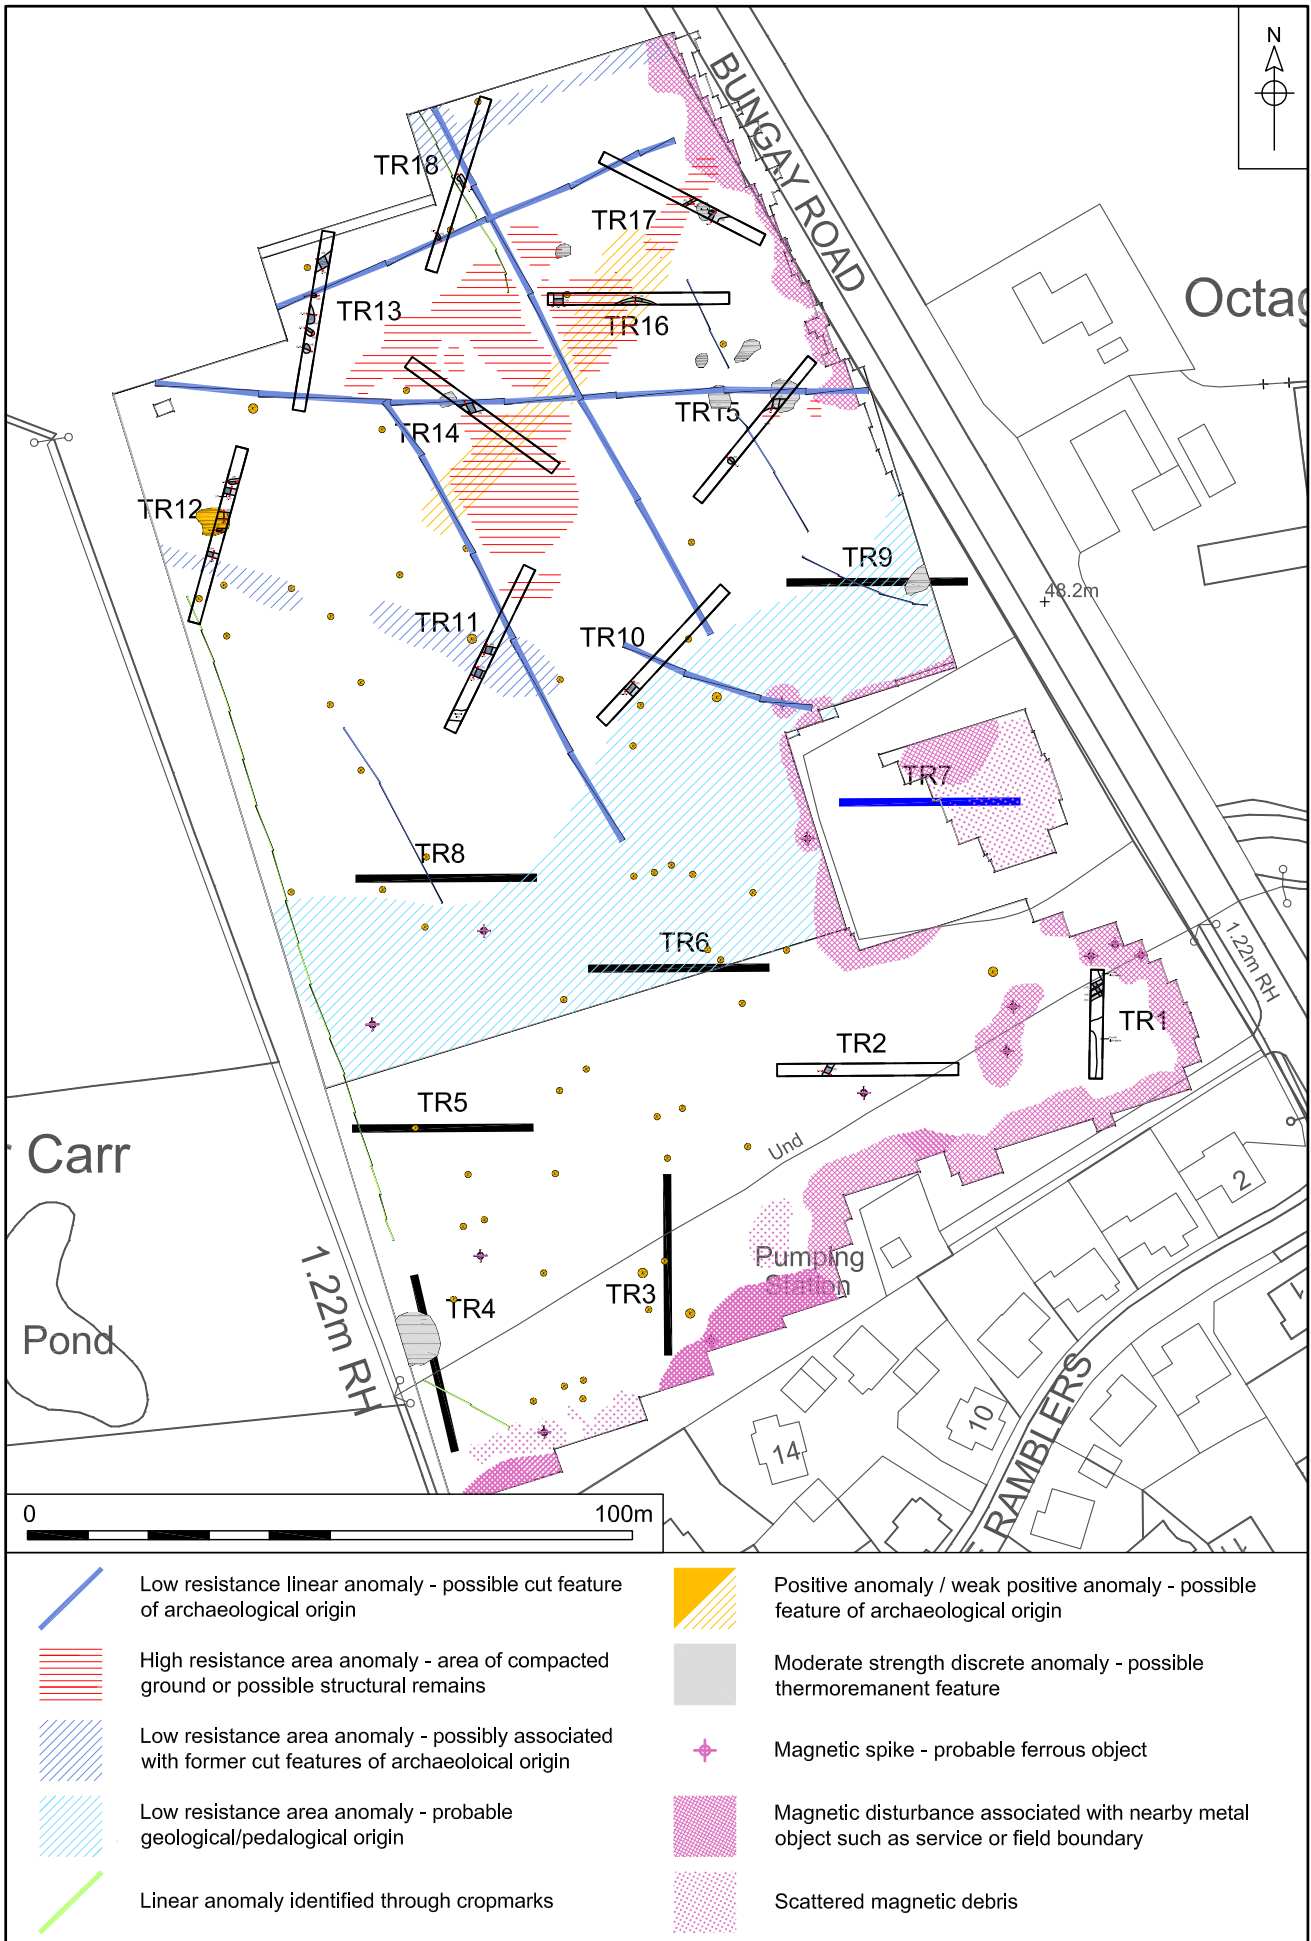 N
BUNGAY ROAD
TR18
TR17
Octag
TR13
TR16
TR15
TR14
TR12
TR9
48.2m
TR11
TR10
TR7
TR8
TR6
1.22m RH
TR1
TR2
TR5
r Carr
Und
2
1.22m RH
Pumping
Station
TR3
TR4
Pond
10
14
RAMBLERS
0
100m
Low resistance linear anomaly - possible cut feature
of archaeological origin
High resistance area anomaly - area of compacted
ground or possible structural remains
Low resistance area anomaly - possibly associated
with former cut features of archaeoloical origin
Low resistance area anomaly - probable
geological/pedalogical origin
Linear anomaly identified through cropmarks
Positive anomaly / weak positive anomaly - possible
feature of archaeological origin
Moderate strength discrete anomaly - possible
thermoremanent feature
Magnetic spike - probable ferrous object
Magnetic disturbance associated with nearby metal
object such as service or field boundary
Scattered magnetic debris